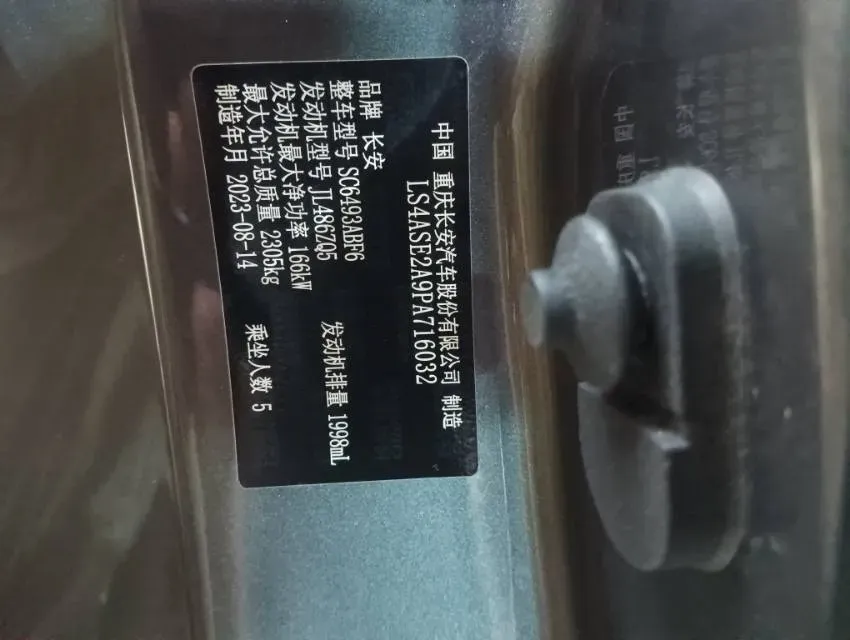 中国 重庆长安汽车股份有限公司 制造
LS4ASE2A9PA716032
品牌 长安
整车型号 SC6493ABF6
发动机型号 JL486ZQ5 发动机排量 1998mL
发动机最大净功率 166kW
最大允许总质量 2305kg 乘坐人数 5
制造年月 2023-08-14